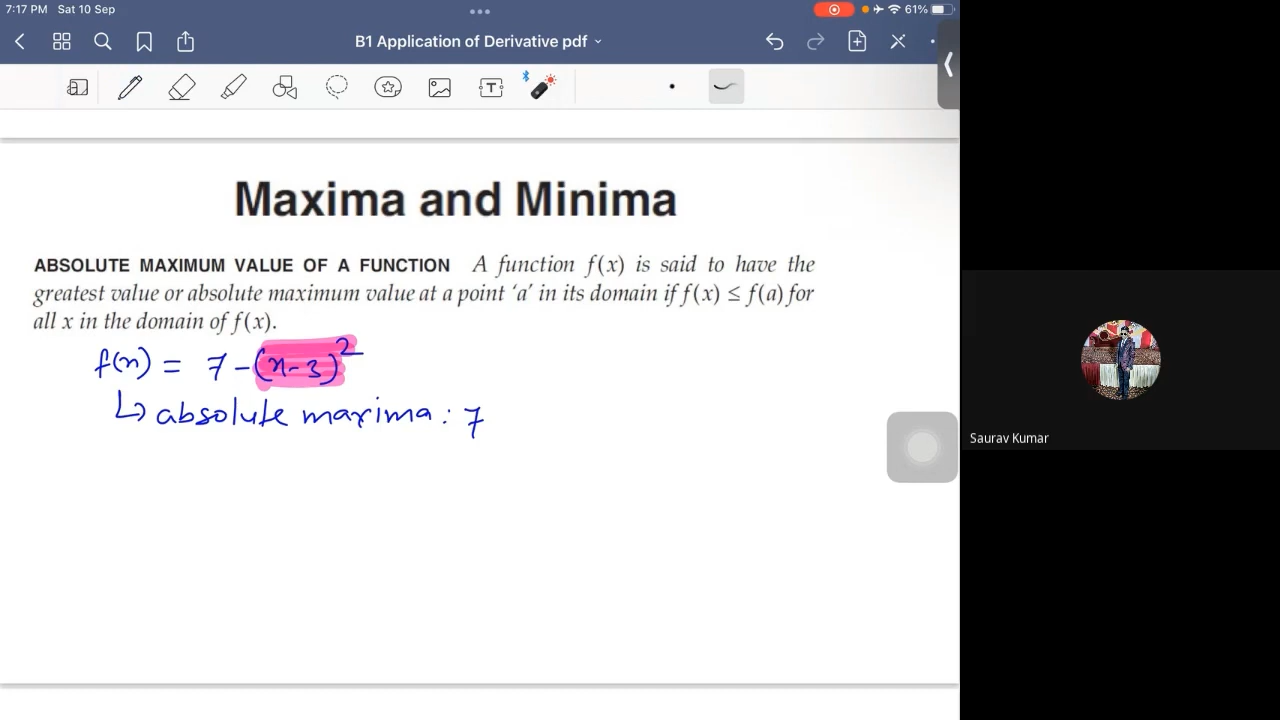 7:17 PM Sat 10 Sep
61%
B1 Application of Derivative pdf
T
Maxima and Minima
ABSOLUTE MAXIMUM VALUE OF A FUNCTION A function f(x) is said to have the
greatest value or absolute maximum value at a point ‘a’ in its domain if f(x) ≤ f(a) for
all x in the domain of f(x).
f(x) = 7 - (x-3)²
↳ absolute maxima : 7
Saurav Kumar